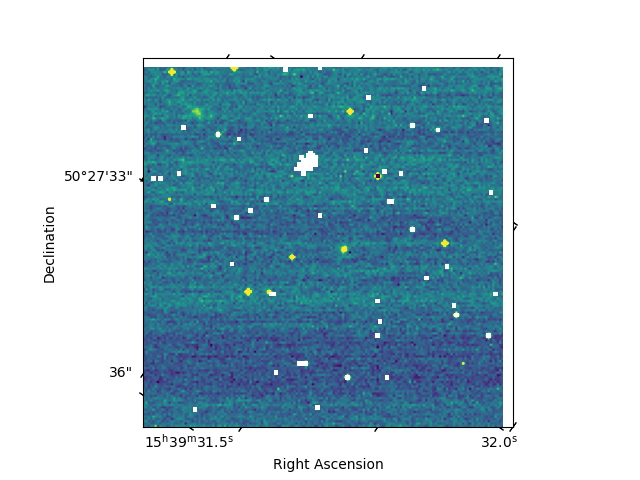 50°27'33"
Declination
36"
15ʰ39ᵐ31.5ˢ
32.0ˢ
Right Ascension